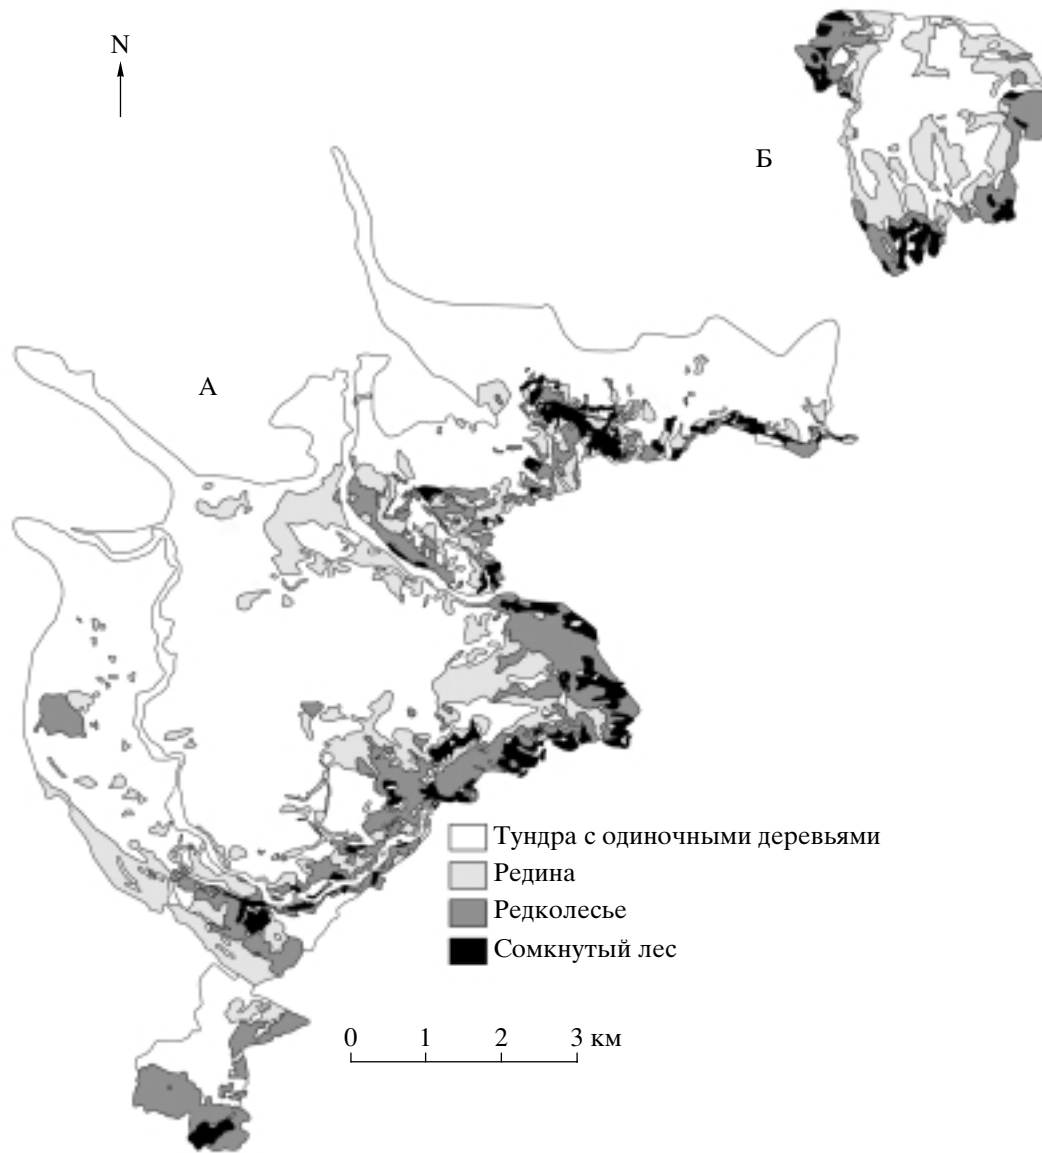 N
Б
А
Тундра с одиночными деревьями
Редина
Редколесье
Сомкнутый лес
0 1 2 3 км